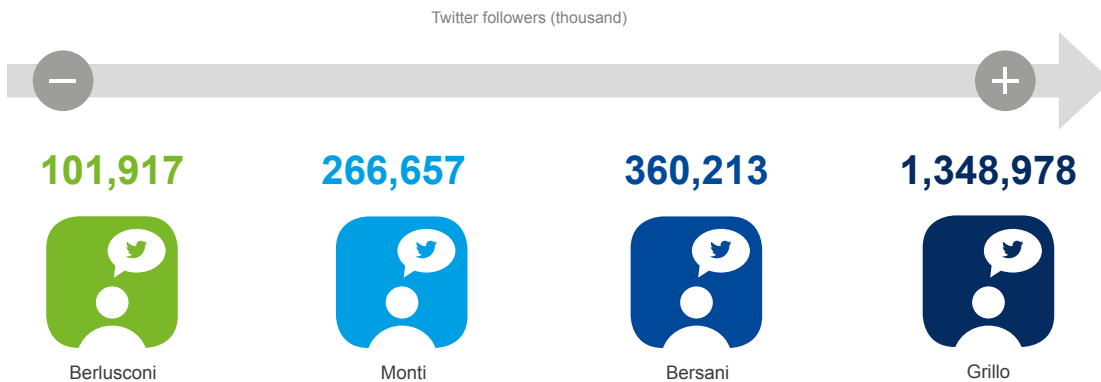 Twitter followers (thousand)
101,917 266,657 360,213 1,348,978
Berlusconi Monti Bersani Grillo